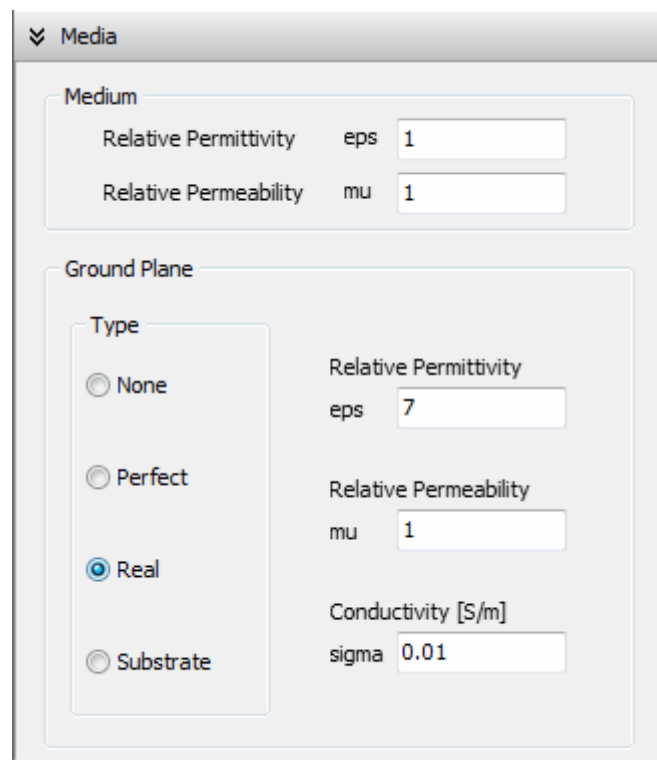 Media
Medium
Relative Permittivity eps 1
Relative Permeability mu 1
Ground Plane
Type
None
Perfect
Real
Substrate
Relative Permittivity
eps 7
Relative Permeability
mu 1
Conductivity [S/m]
sigma 0.01